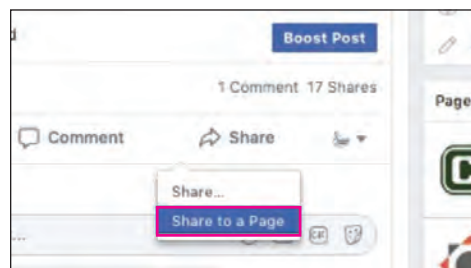 Boost Post
1 Comment 17 Shares
Comment Share
Share...
Share to a Page
...
Page
C